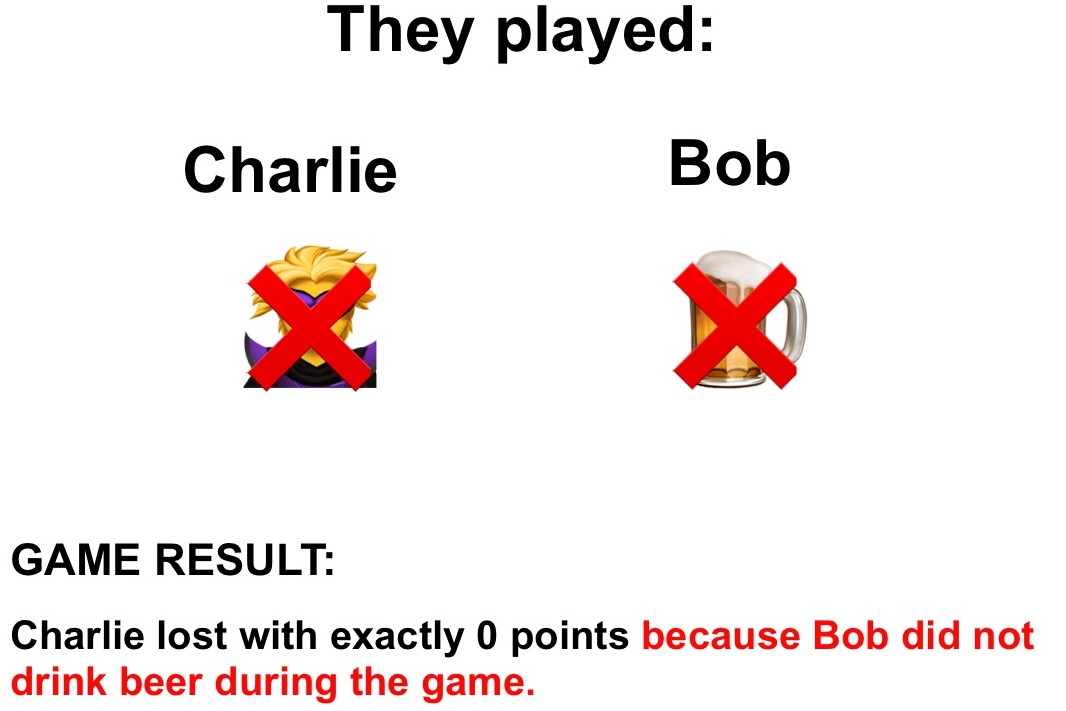 They played:
Charlie
Bob
GAME RESULT:
Charlie lost with exactly 0 points because Bob did not
drink beer during the game.